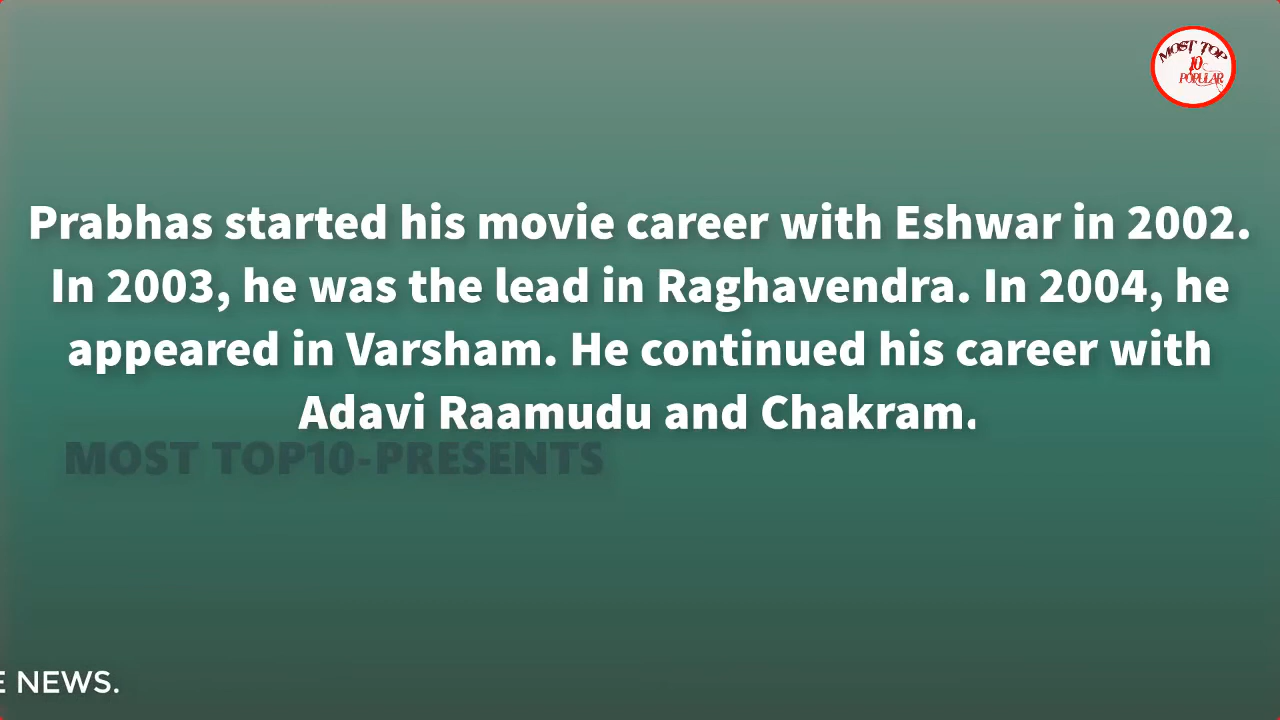 MOST TOP
10
POPULAR
Prabhas started his movie career with Eshwar in 2002.
In 2003, he was the lead in Raghavendra. In 2004, he
appeared in Varsham. He continued his career with
Adavi Raamudu and Chakram.
MOST TOP10-PRESENTS
E NEWS.